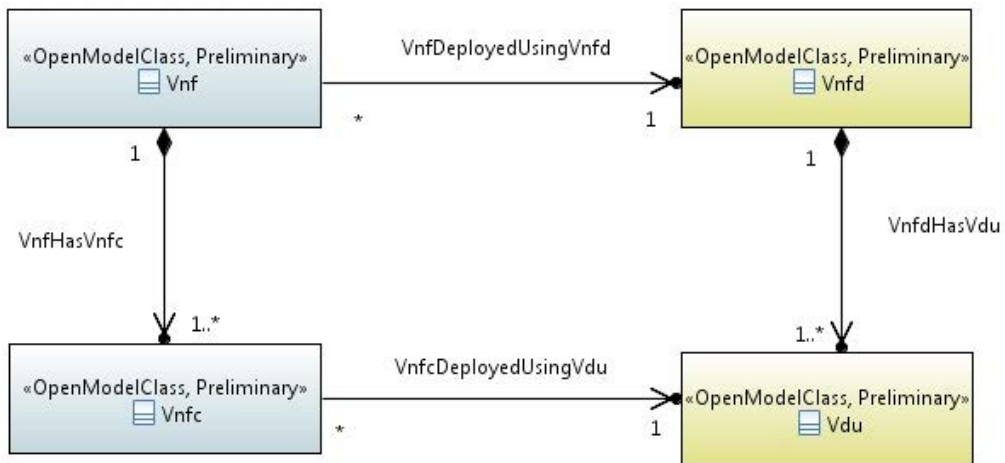 VnfDeployedUsingVnfd
«OpenModelClass, Preliminary»
Vnf
«OpenModelClass, Preliminary»
Vnfd
*
1
1
1
VnfHasVnfc
VnfdHasVdu
1..*
1..*
VnfcDeployedUsingVdu
«OpenModelClass, Preliminary»
Vnfc
«OpenModelClass, Preliminary»
Vdu
*
1